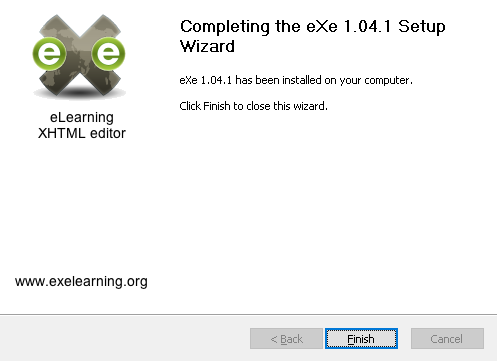 Completing the eXe 1.04.1 Setup
Wizard
eXe 1.04.1 has been installed on your computer.
Click Finish to close this wizard.
e e
eLearning
XHTML editor
www.exelearning.org
< Back
Finish
Cancel